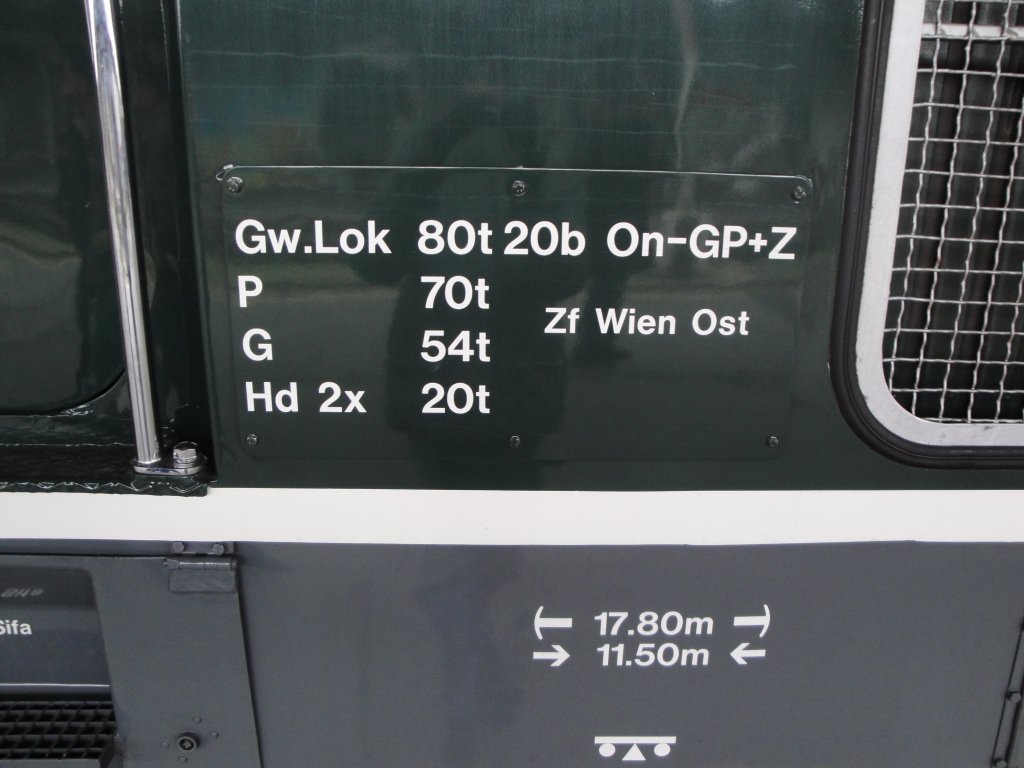 Gw.Lok 80t 20b On-GP+Z
P 70t
Zf Wien Ost
G 54t
Hd 2x 20t
Sifa
17.80m
11.50m